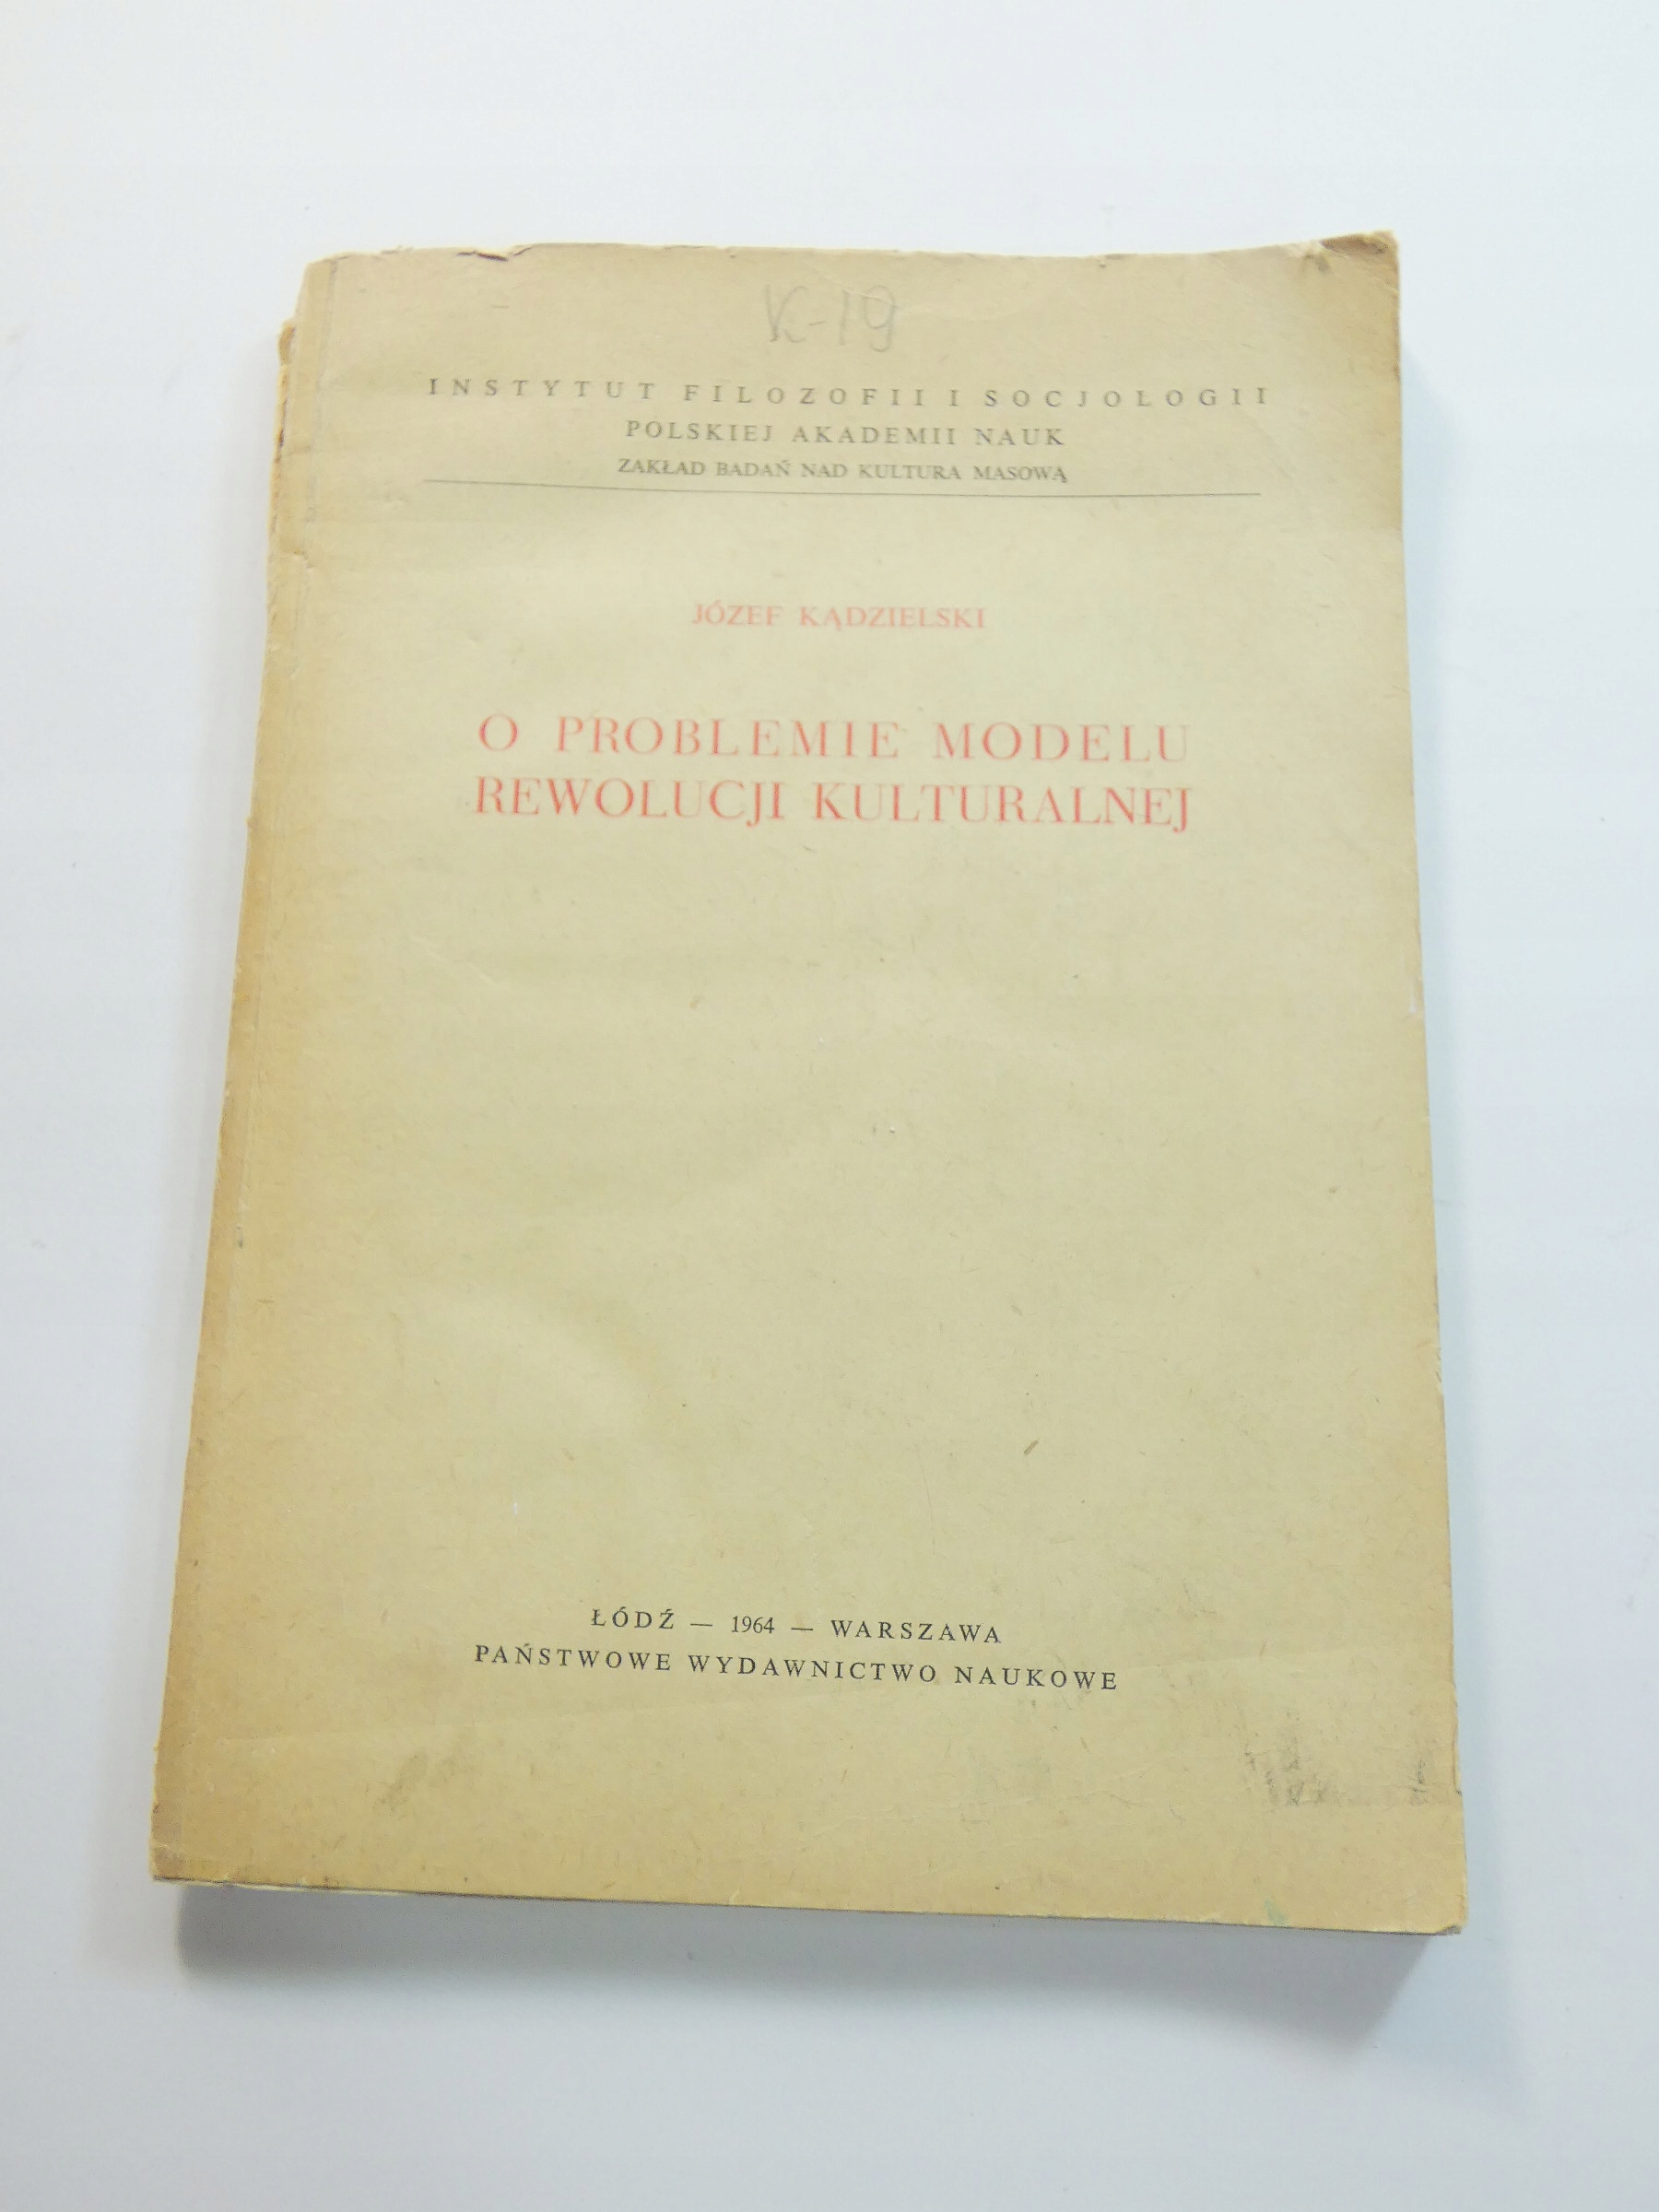 K-19
INSTYTUT FILOZOFII I SOCJOLOGII
POLSKIEJ AKADEMII NAUK
ZAKŁAD BADAŃ NAD KULTURA MASOWĄ
JÓZEF KĄDZIELSKI
O PROBLEMIE MODELU
REWOLUCJI KULTURALNEJ
ŁÓDŹ — 1964 — WARSZAWA
PAŃSTWOWE WYDAWNICTWO NAUKOWE